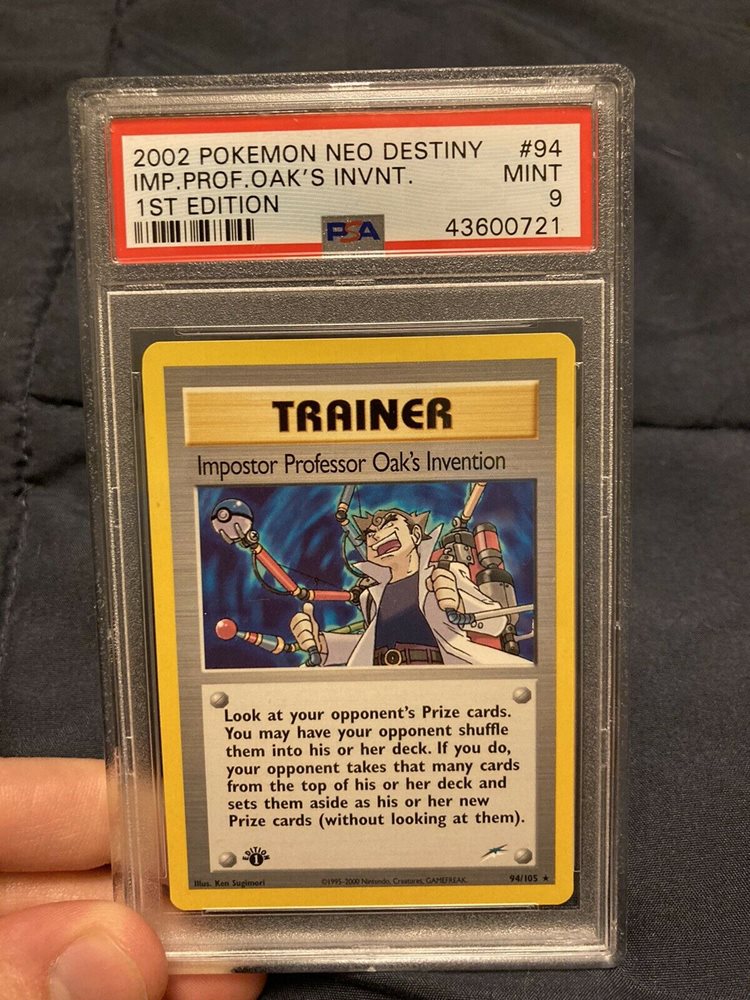 2002 POKEMON NEO DESTINY #94
IMP.PROF.OAK'S INVNT. MINT
1ST EDITION 9
PSA 43600721
TRAINER
Impostor Professor Oak's Invention
Look at your opponent's Prize cards.
You may have your opponent shuffle
them into his or her deck. If you do,
your opponent takes that many cards
from the top of his or her deck and
sets them aside as his or her new
Prize cards (without looking at them).
EDITION
1
Illus. Ken Sugimori ©1995-2000 Nintendo, Creatures, GAMEFREAK. 94/105 ★